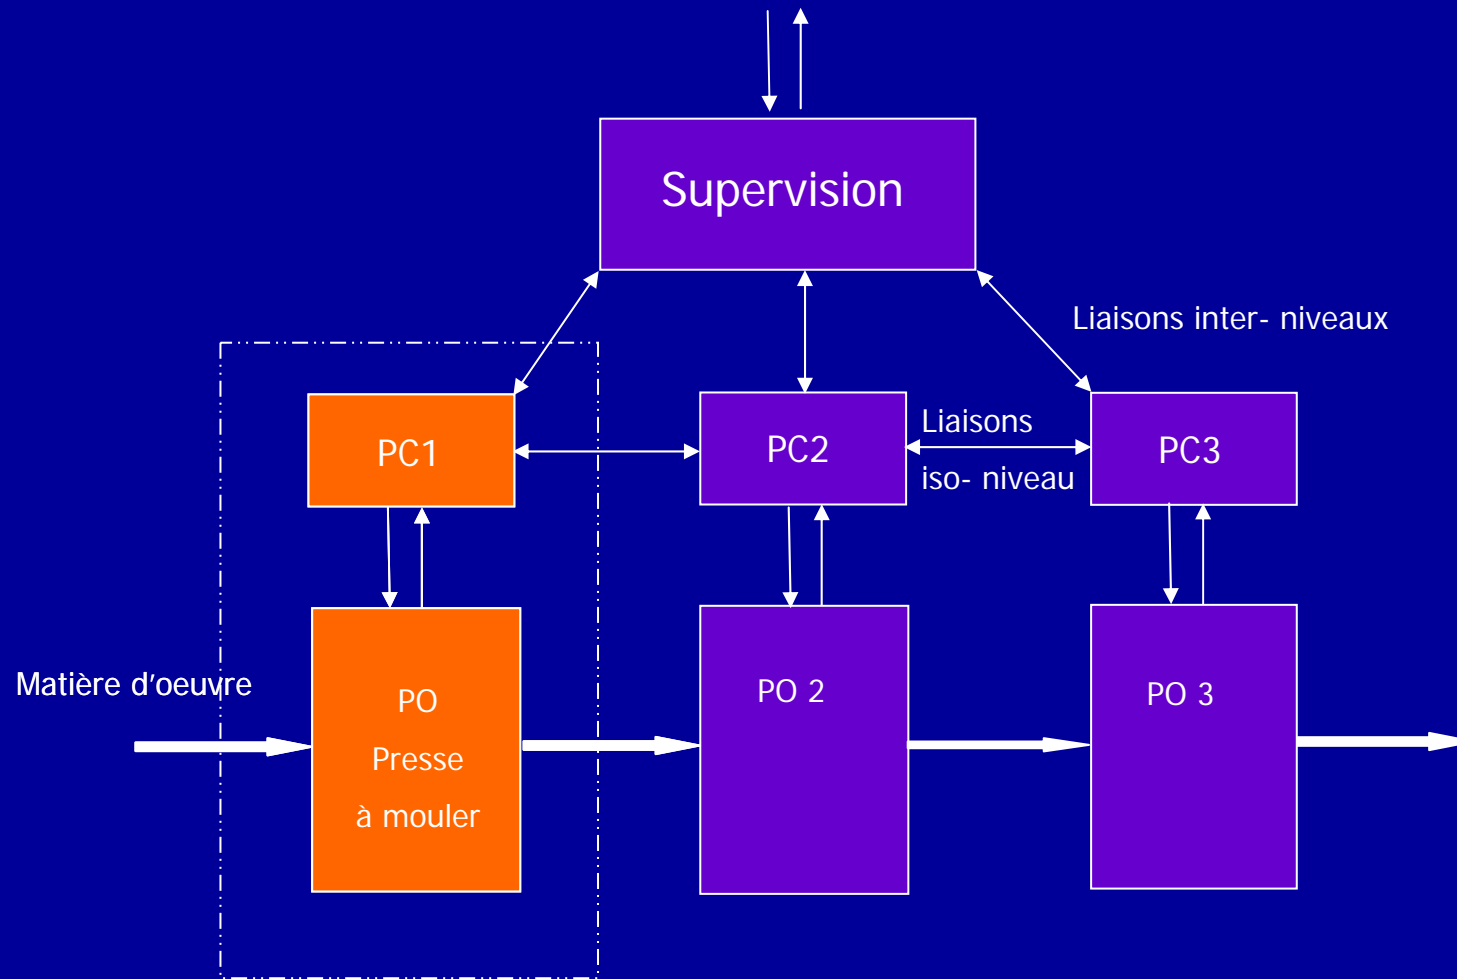 Supervision
Liaisons inter- niveaux
PC1
PC2
Liaisons
iso- niveau
PC3
Matière d'oeuvre
PO
Presse
à mouler
PO 2
PO 3